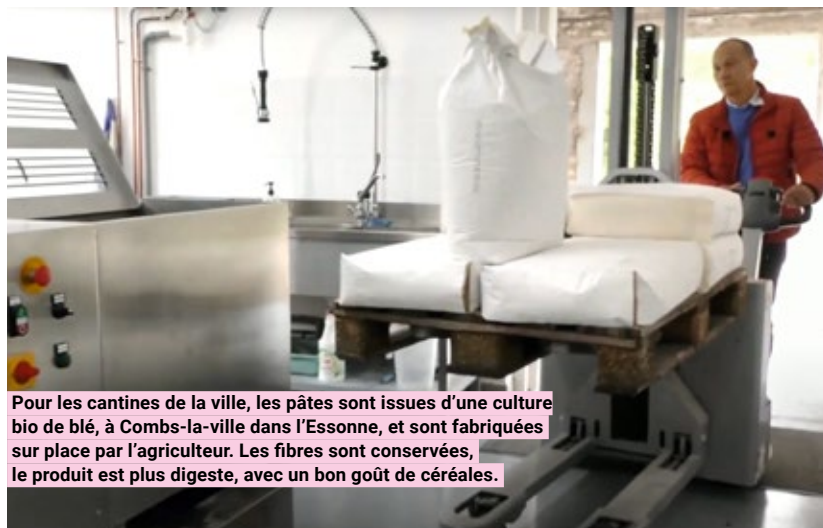 Pour les cantines de la ville, les pâtes sont issues d’une culture
bio de blé, à Combs-la-ville dans l’Essonne, et sont fabriquées
sur place par l’agriculteur. Les fibres sont conservées,
le produit est plus digeste, avec un bon goût de céréales.